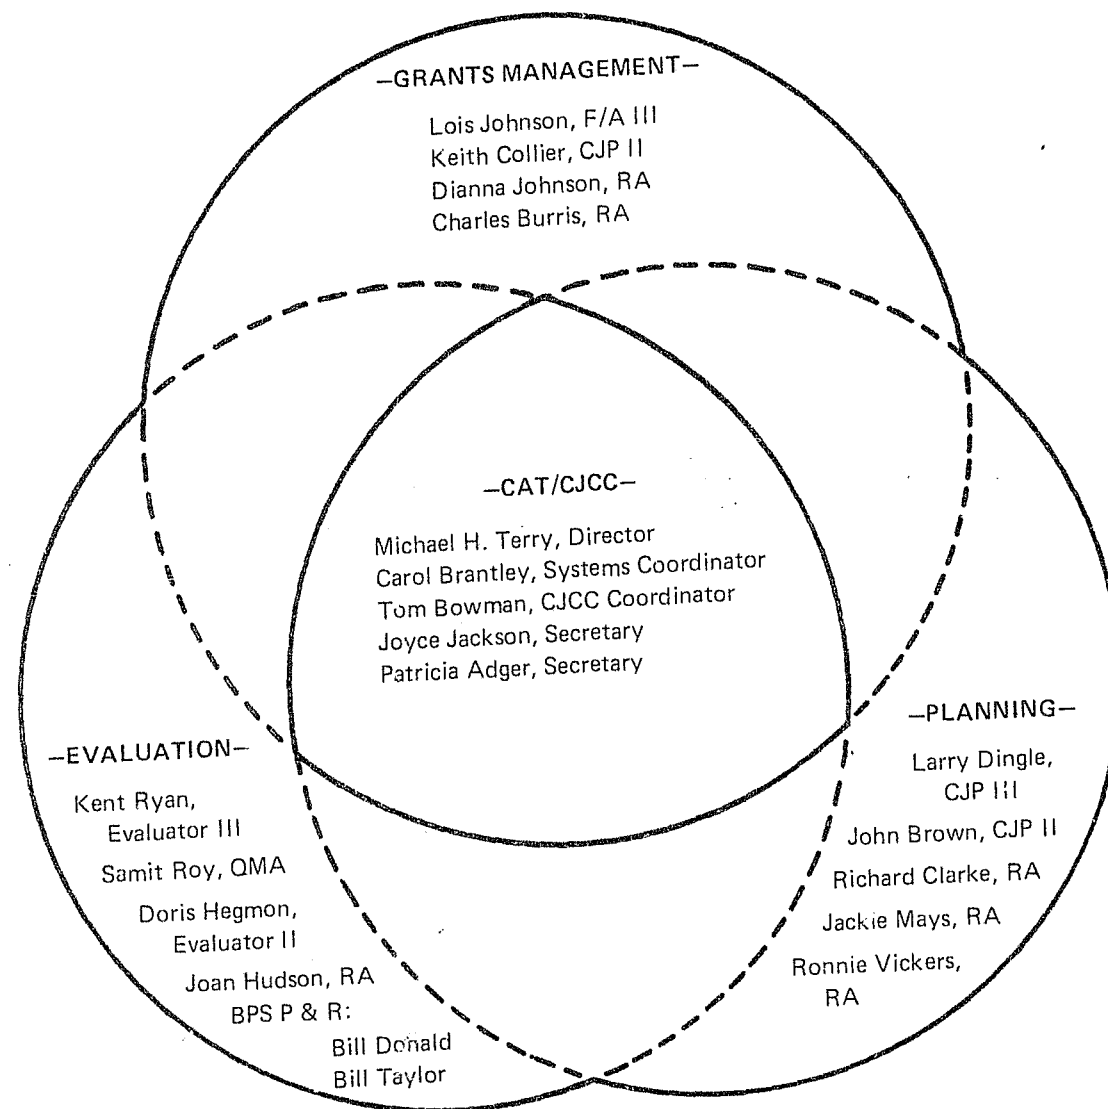 —GRANTS MANAGEMENT—
Lois Johnson, F/A III
Keith Collier, CJP II
Dianna Johnson, RA
Charles Burris, RA
—CAT/CJCC—
Michael H. Terry, Director
Carol Brantley, Systems Coordinator
Tom Bowman, CJCC Coordinator
Joyce Jackson, Secretary
Patricia Adger, Secretary
—EVALUATION—
Kent Ryan,
Evaluator III
Samit Roy, QMA
Doris Hegmon,
Evaluator II
Joan Hudson, RA
BPS P & R:
Bill Donald
Bill Taylor
—PLANNING—
Larry Dingle,
CJP III
John Brown, CJP II
Richard Clarke, RA
Jackie Mays, RA
Ronnie Vickers,
RA